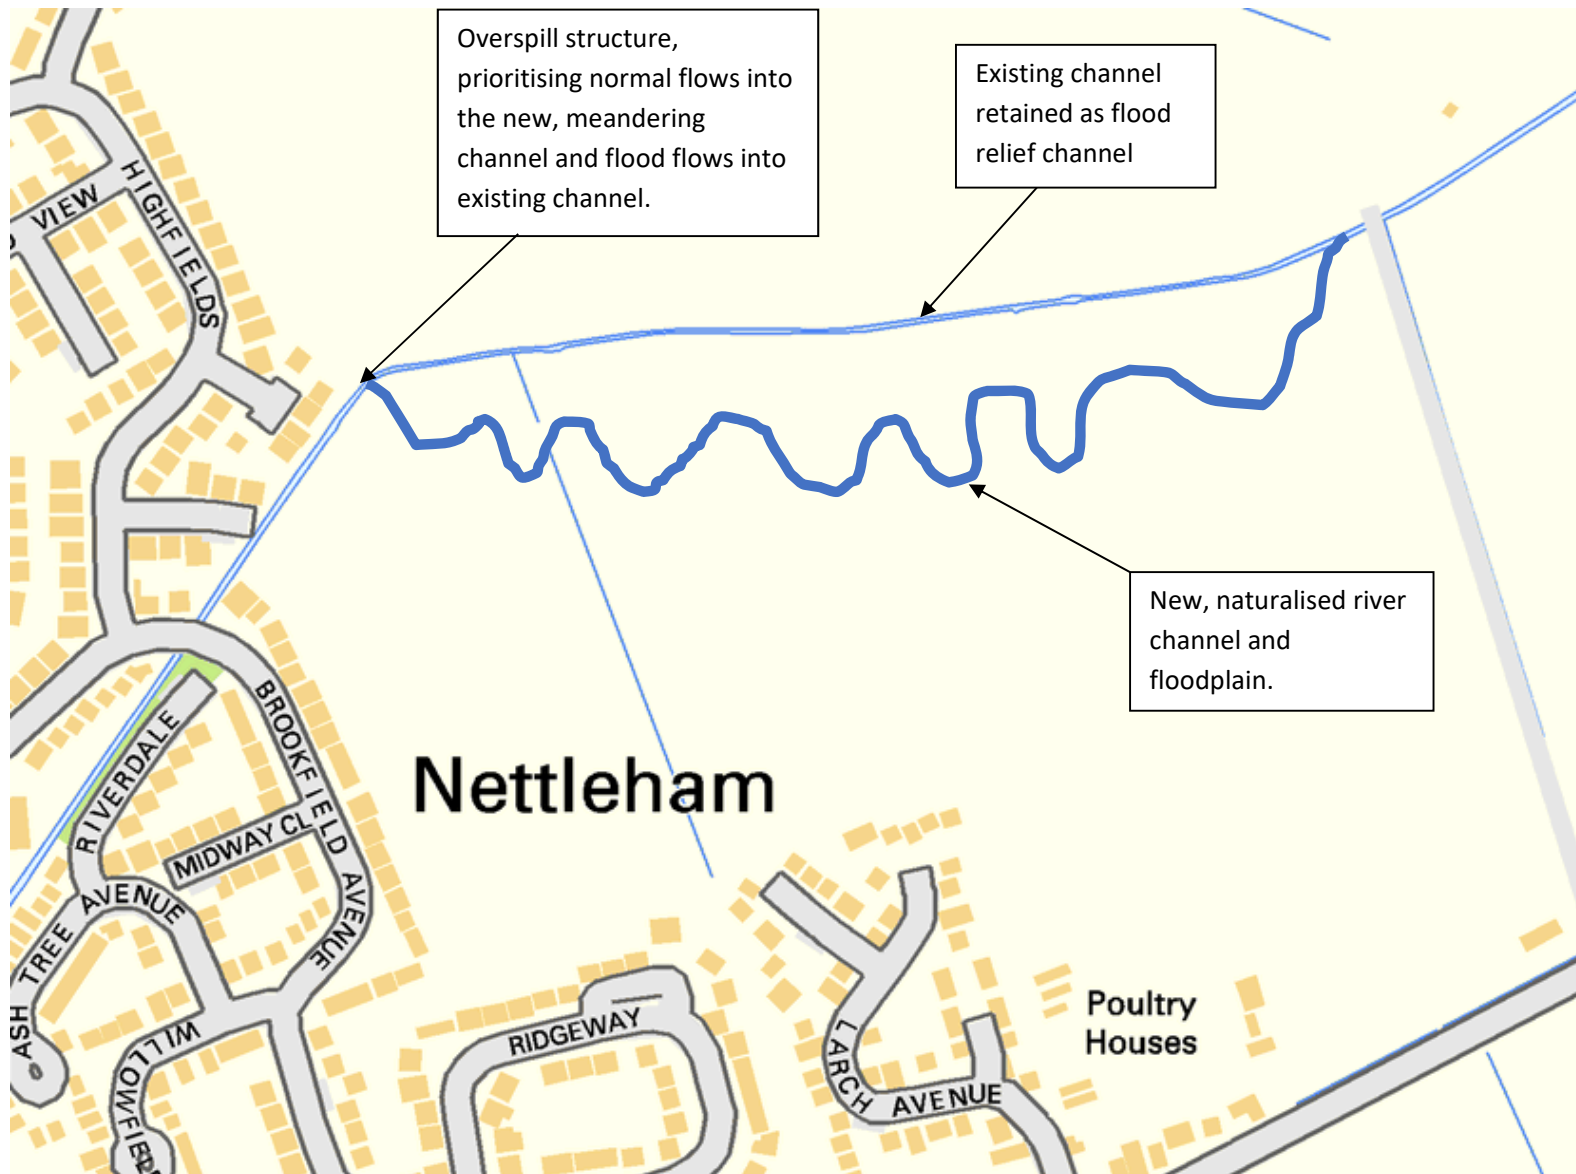 Overspill structure,
prioritising normal flows into
the new, meandering
channel and flood flows into
existing channel.
Existing channel
retained as flood
relief channel
VIEW
HIGHFIELDS
New, naturalised river
channel and
floodplain.
RIVERDALE
BROOKFIELD AVENUE
Nettleham
MIDWAY CL
ASH TREE AVENUE
RIDGEWAY
LARCH AVENUE
Poultry
Houses